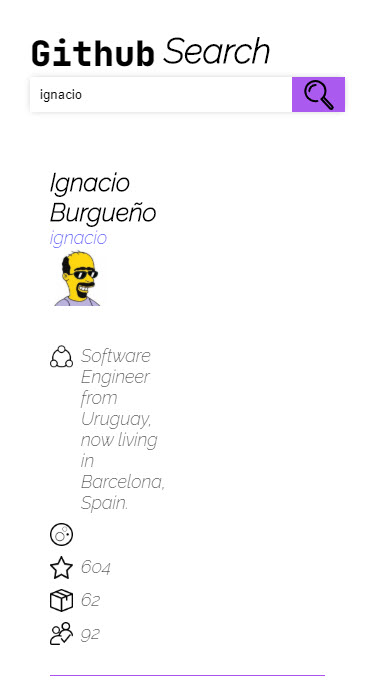 Github Search
ignacio
Ignacio
Burgueño
ignacio
Software
Engineer
from
Uruguay,
now living
in
Barcelona,
Spain.
604
62
92